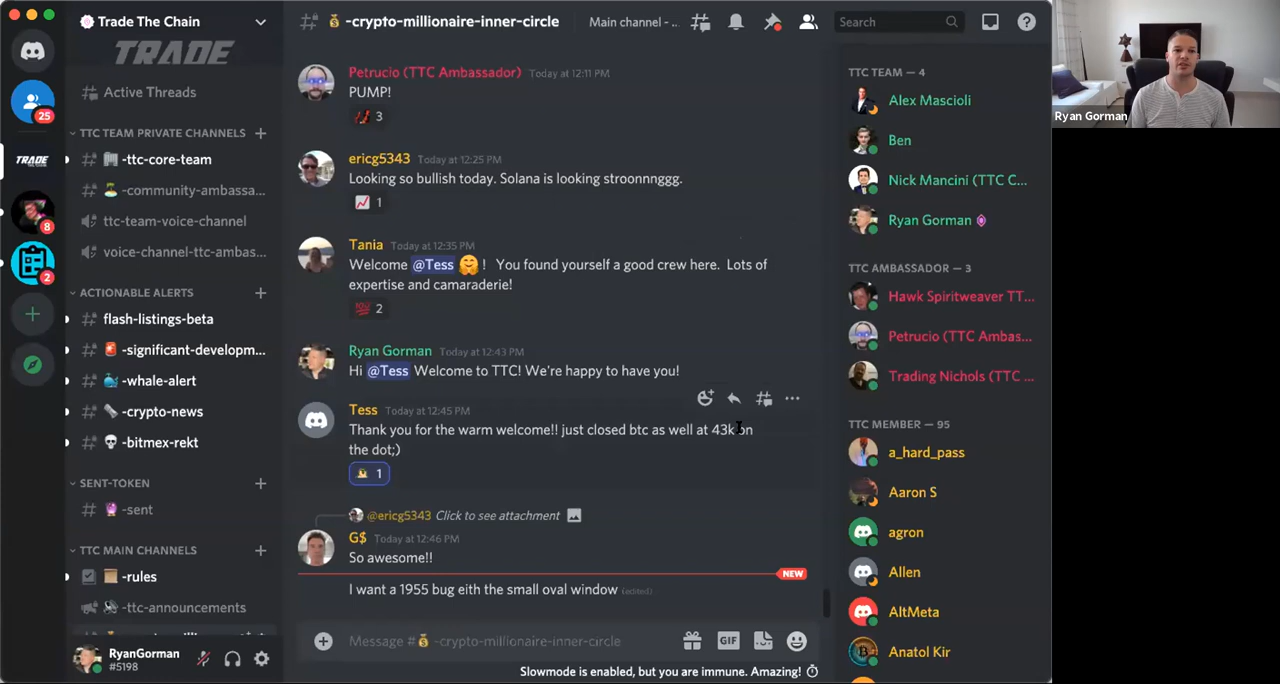 Trade The Chain
TRADE
Active Threads
TTC TEAM PRIVATE CHANNELS
-ttc-core-team
-community-ambassa...
ttc-team-voice-channel
voice-channel-ttc-ambas...
ACTIONABLE ALERTS
flash-listings-beta
-significant-developm...
-whale-alert
-crypto-news
-bitmex-rekt
SENT-TOKEN
-sent
TTC MAIN CHANNELS
-rules
-ttc-announcements
RyanGorman
#5198
25
TRADE
8
2
-crypto-millionaire-inner-circle
Main channel - ..
Search
Petrucio (TTC Ambassador) Today at 12:11 PM
PUMP!
3
ericg5343 Today at 12:25 PM
Looking so bullish today. Solana is looking stroonnnggg.
1
Tania Today at 12:35 PM
Welcome @Tess 🤗 ! You found yourself a good crew here. Lots of
expertise and camaraderie!
💯 2
Ryan Gorman Today at 12:43 PM
Hi @Tess Welcome to TTC! We're happy to have you!
Tess Today at 12:45 PM
Thank you for the warm welcome!! just closed btc as well at 43k on
the dot;)
1
@ericg5343 Click to see attachment
G$ Today at 12:46 PM
So awesome!!
NEW
I want a 1955 bug eith the small oval window (edited)
Message # 💰 -crypto-millionaire-inner-circle
GIF
Slowmode is enabled, but you are immune. Amazing!
TTC TEAM — 4
Alex Mascioli
Ben
Nick Mancini (TTC C...
Ryan Gorman
TTC AMBASSADOR — 3
Hawk Spiritweaver TT...
Petrucio (TTC Ambas...
Trading Nichols (TTC ...
TTC MEMBER — 95
a_hard_pass
Aaron S
agron
Allen
AltMeta
Anatol Kir
Ryan Gorman